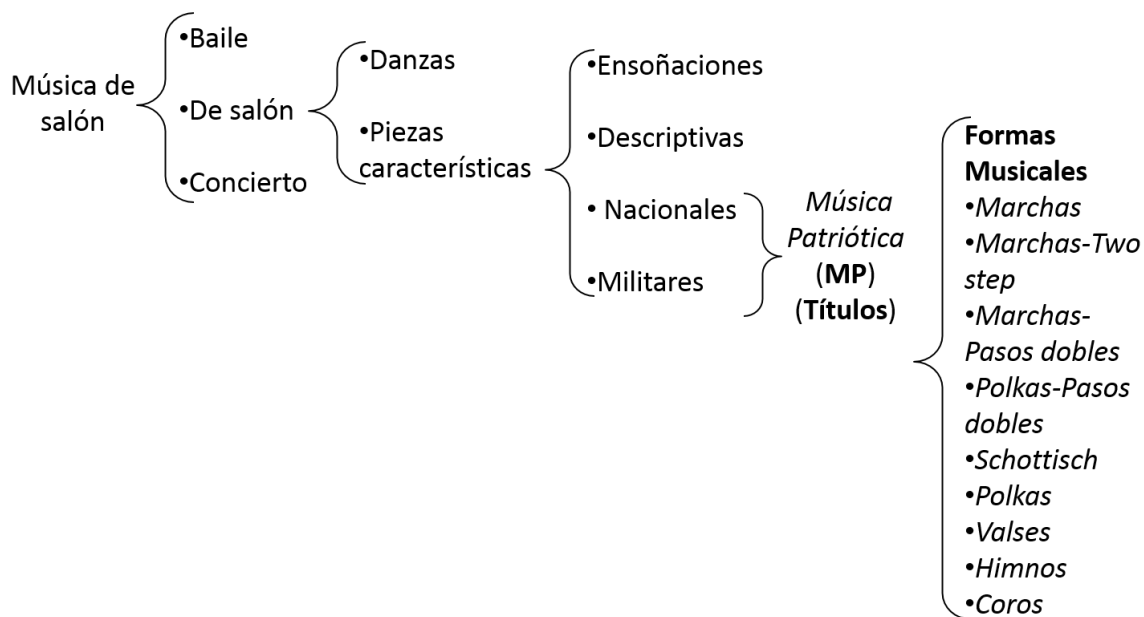 Música de
salón
•Baile
•De salón
•Concierto
•Danzas
•Piezas
características
•Ensoñaciones
•Descriptivas
• Nacionales
•Militares
Música
Patriótica
(MP)
(Títulos)
Formas
Musicales
•Marchas
•Marchas-Two
step
•Marchas-
Pasos dobles
•Polkas-Pasos
dobles
•Schottisch
•Polkas
•Valses
•Himnos
•Coros